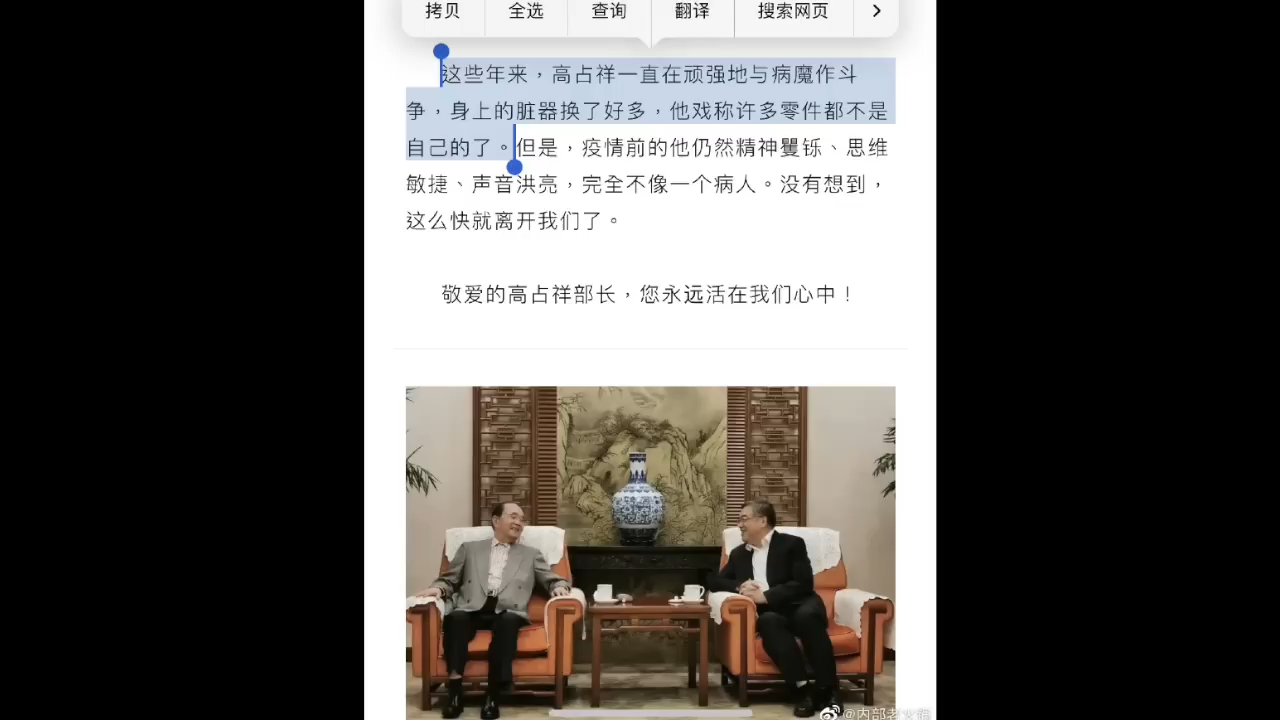 拷贝 全选 查询 翻译 搜索网页
这些年来，高占祥一直在顽强地与病魔作斗
争，身上的脏器换了好多，他戏称许多零件都不是
自己的了。但是，疫情前的他仍然精神矍铄、思维
敏捷、声音洪亮，完全不像一个病人。没有想到，
这么快就离开我们了。
敬爱的高占祥部长，您永远活在我们心中！
@内部老火